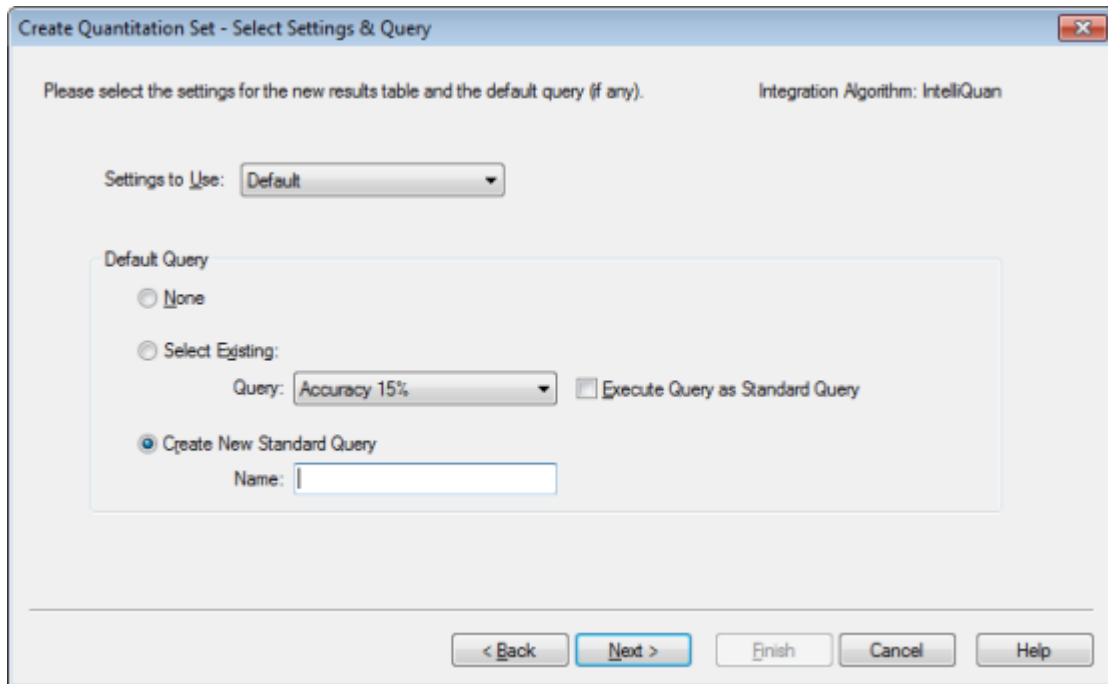 Create Quantitation Set - Select Settings & Query
Please select the settings for the new results table and the default query (if any). Integration Algorithm: IntelliQuan
Settings to Use: Default
Default Query
None
Select Existing:
Query: Accuracy 15% Execute Query as Standard Query
Create New Standard Query
Name:
< Back Next > Finish Cancel Help